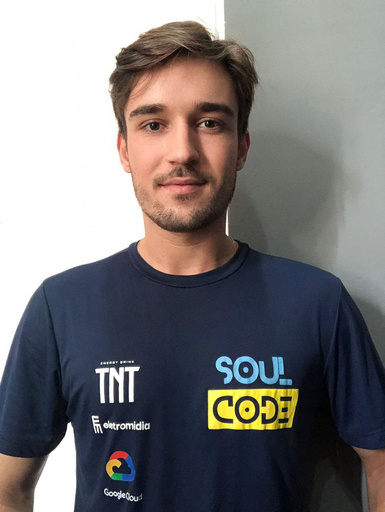 ENERGY DRINK
TNT
eletromidia
Google Cloud
SOUL
CODE